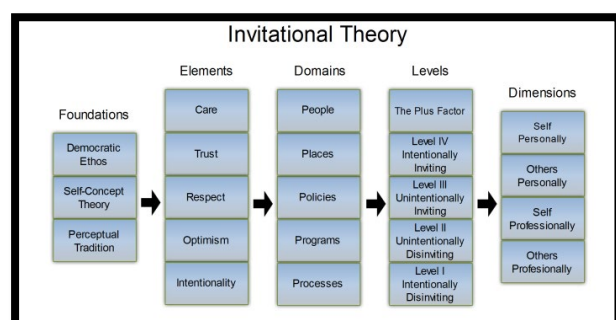 Invitational Theory
Foundations
Democratic
Ethos
Self-Concept
Theory
Perceptual
Tradition
Elements
Care
Trust
Respect
Optimism
Intentionality
Domains
People
Places
Policies
Programs
Processes
Levels
The Plus Factor
Level IV
Intentionally
Inviting
Level III
Unintentionally
Inviting
Level II
Unintentionally
Disinviting
Level I
Intentionally
Disinviting
Dimensions
Self
Personally
Others
Personally
Self
Professionally
Others
Profesionally